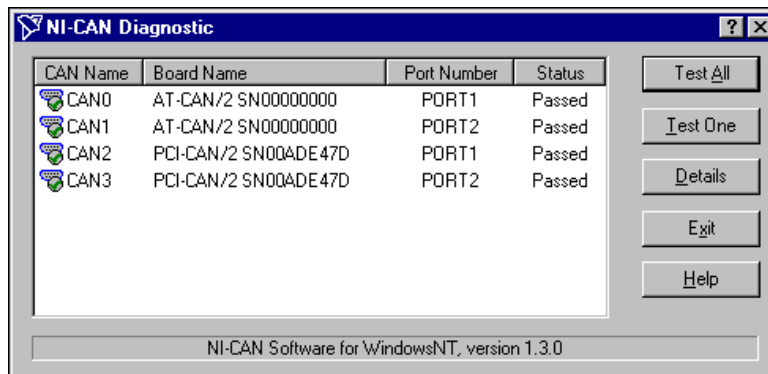 NI-CAN Diagnostic
? X
CAN Name Board Name Port Number Status
CAN0 AT-CAN/2 SN00000000 PORT1 Passed
CAN1 AT-CAN/2 SN00000000 PORT2 Passed
CAN2 PCI-CAN/2 SN00ADE47D PORT1 Passed
CAN3 PCI-CAN/2 SN00ADE47D PORT2 Passed
Test All
Test One
Details
Exit
Help
NI-CAN Software for WindowsNT, version 1.3.0